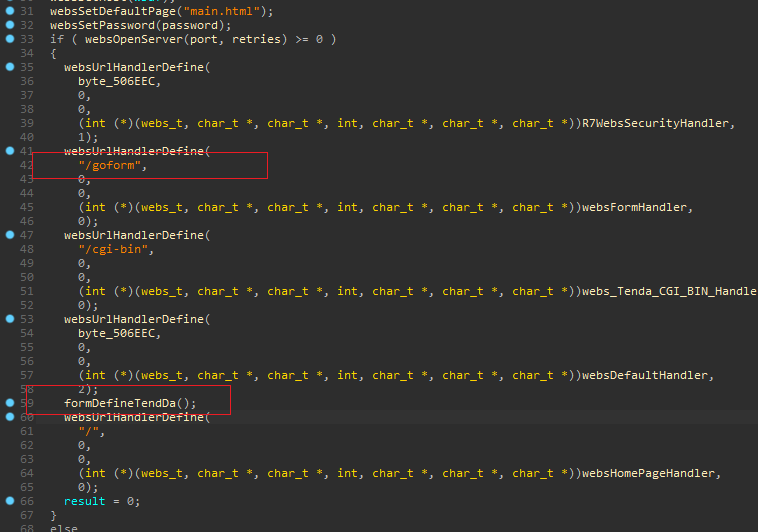 31 websSetDefaultPage("main.html");
32 websSetPassword(password);
33 if ( websOpenServer(port, retries) >= 0 )
34 {
35 websUrlHandlerDefine(
36 byte_506EEC,
37 0,
38 0,
39 (int (*)(webs_t, char_t *, char_t *, int, char_t *, char_t *, char_t *))R7WebsSecurityHandler,
40 1);
41 websUrlHandlerDefine(
42 "/goform",
43 0,
44 0,
45 (int (*)(webs_t, char_t *, char_t *, int, char_t *, char_t *, char_t *))websFormHandler,
46 0);
47 websUrlHandlerDefine(
48 "/cgi-bin",
49 0,
50 0,
51 (int (*)(webs_t, char_t *, char_t *, int, char_t *, char_t *, char_t *))webs_Tenda_CGI_BIN_Handle
52 0);
53 websUrlHandlerDefine(
54 byte_506EEC,
55 0,
56 0,
57 (int (*)(webs_t, char_t *, char_t *, int, char_t *, char_t *, char_t *))websDefaultHandler,
58 2);
59 formDefineTendDa();
60 websUrlHandlerDefine(
61 "/",
62 0,
63 0,
64 (int (*)(webs_t, char_t *, char_t *, int, char_t *, char_t *, char_t *))websHomePageHandler,
65 0);
66 result = 0;
67 }
68 else